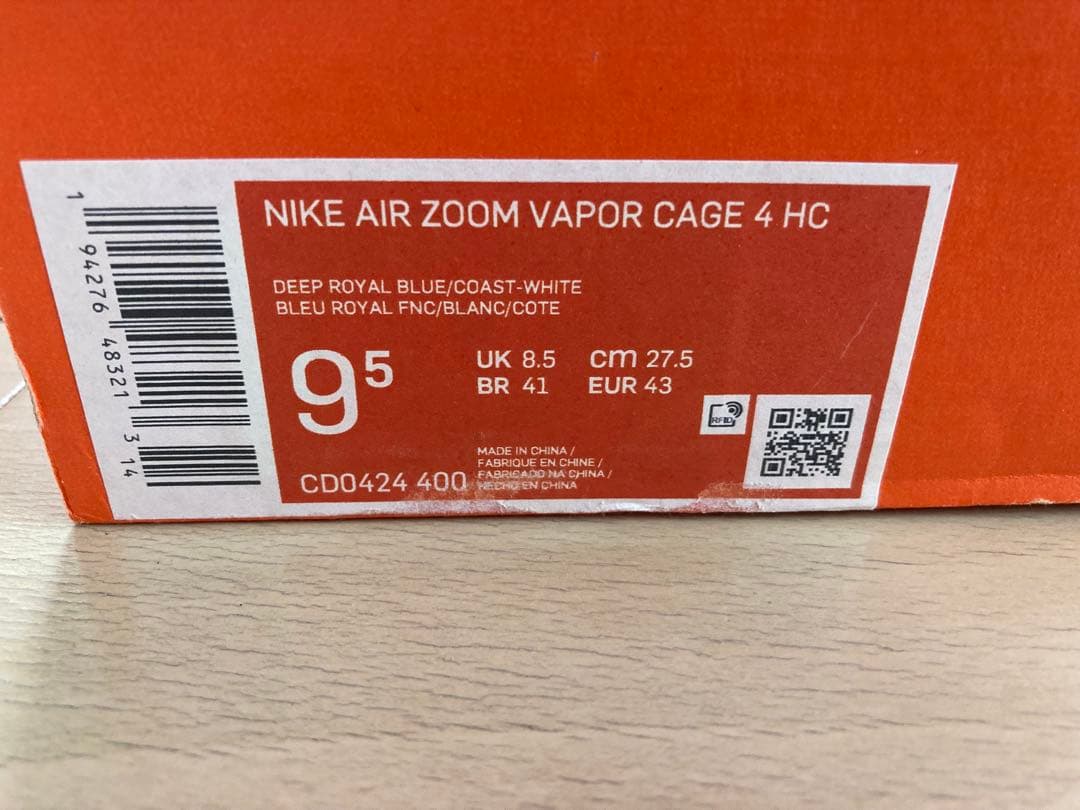 NIKE AIR ZOOM VAPOR CAGE 4 HC
DEEP ROYAL BLUE/COAST-WHITE
BLEU ROYAL FNC/BLANC/COTE
9 5
UK 8.5 cm 27.5
BR 41 EUR 43
RFID
MADE IN CHINA /
FABRIQUE EN CHINE /
FABRICADO NA CHINA /
HECHO EN CHINA
CD0424 400
1 94276 48321 3 14